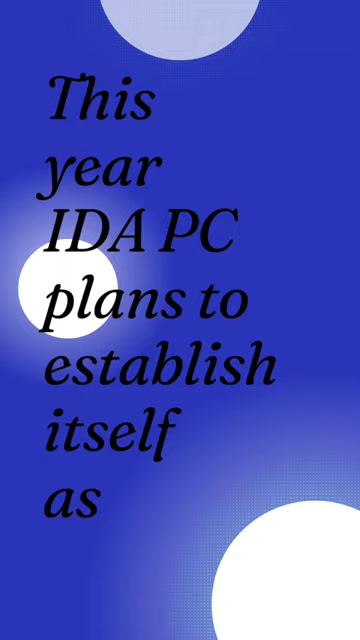 This
year
IDA PC
plans to
establish
itself
as